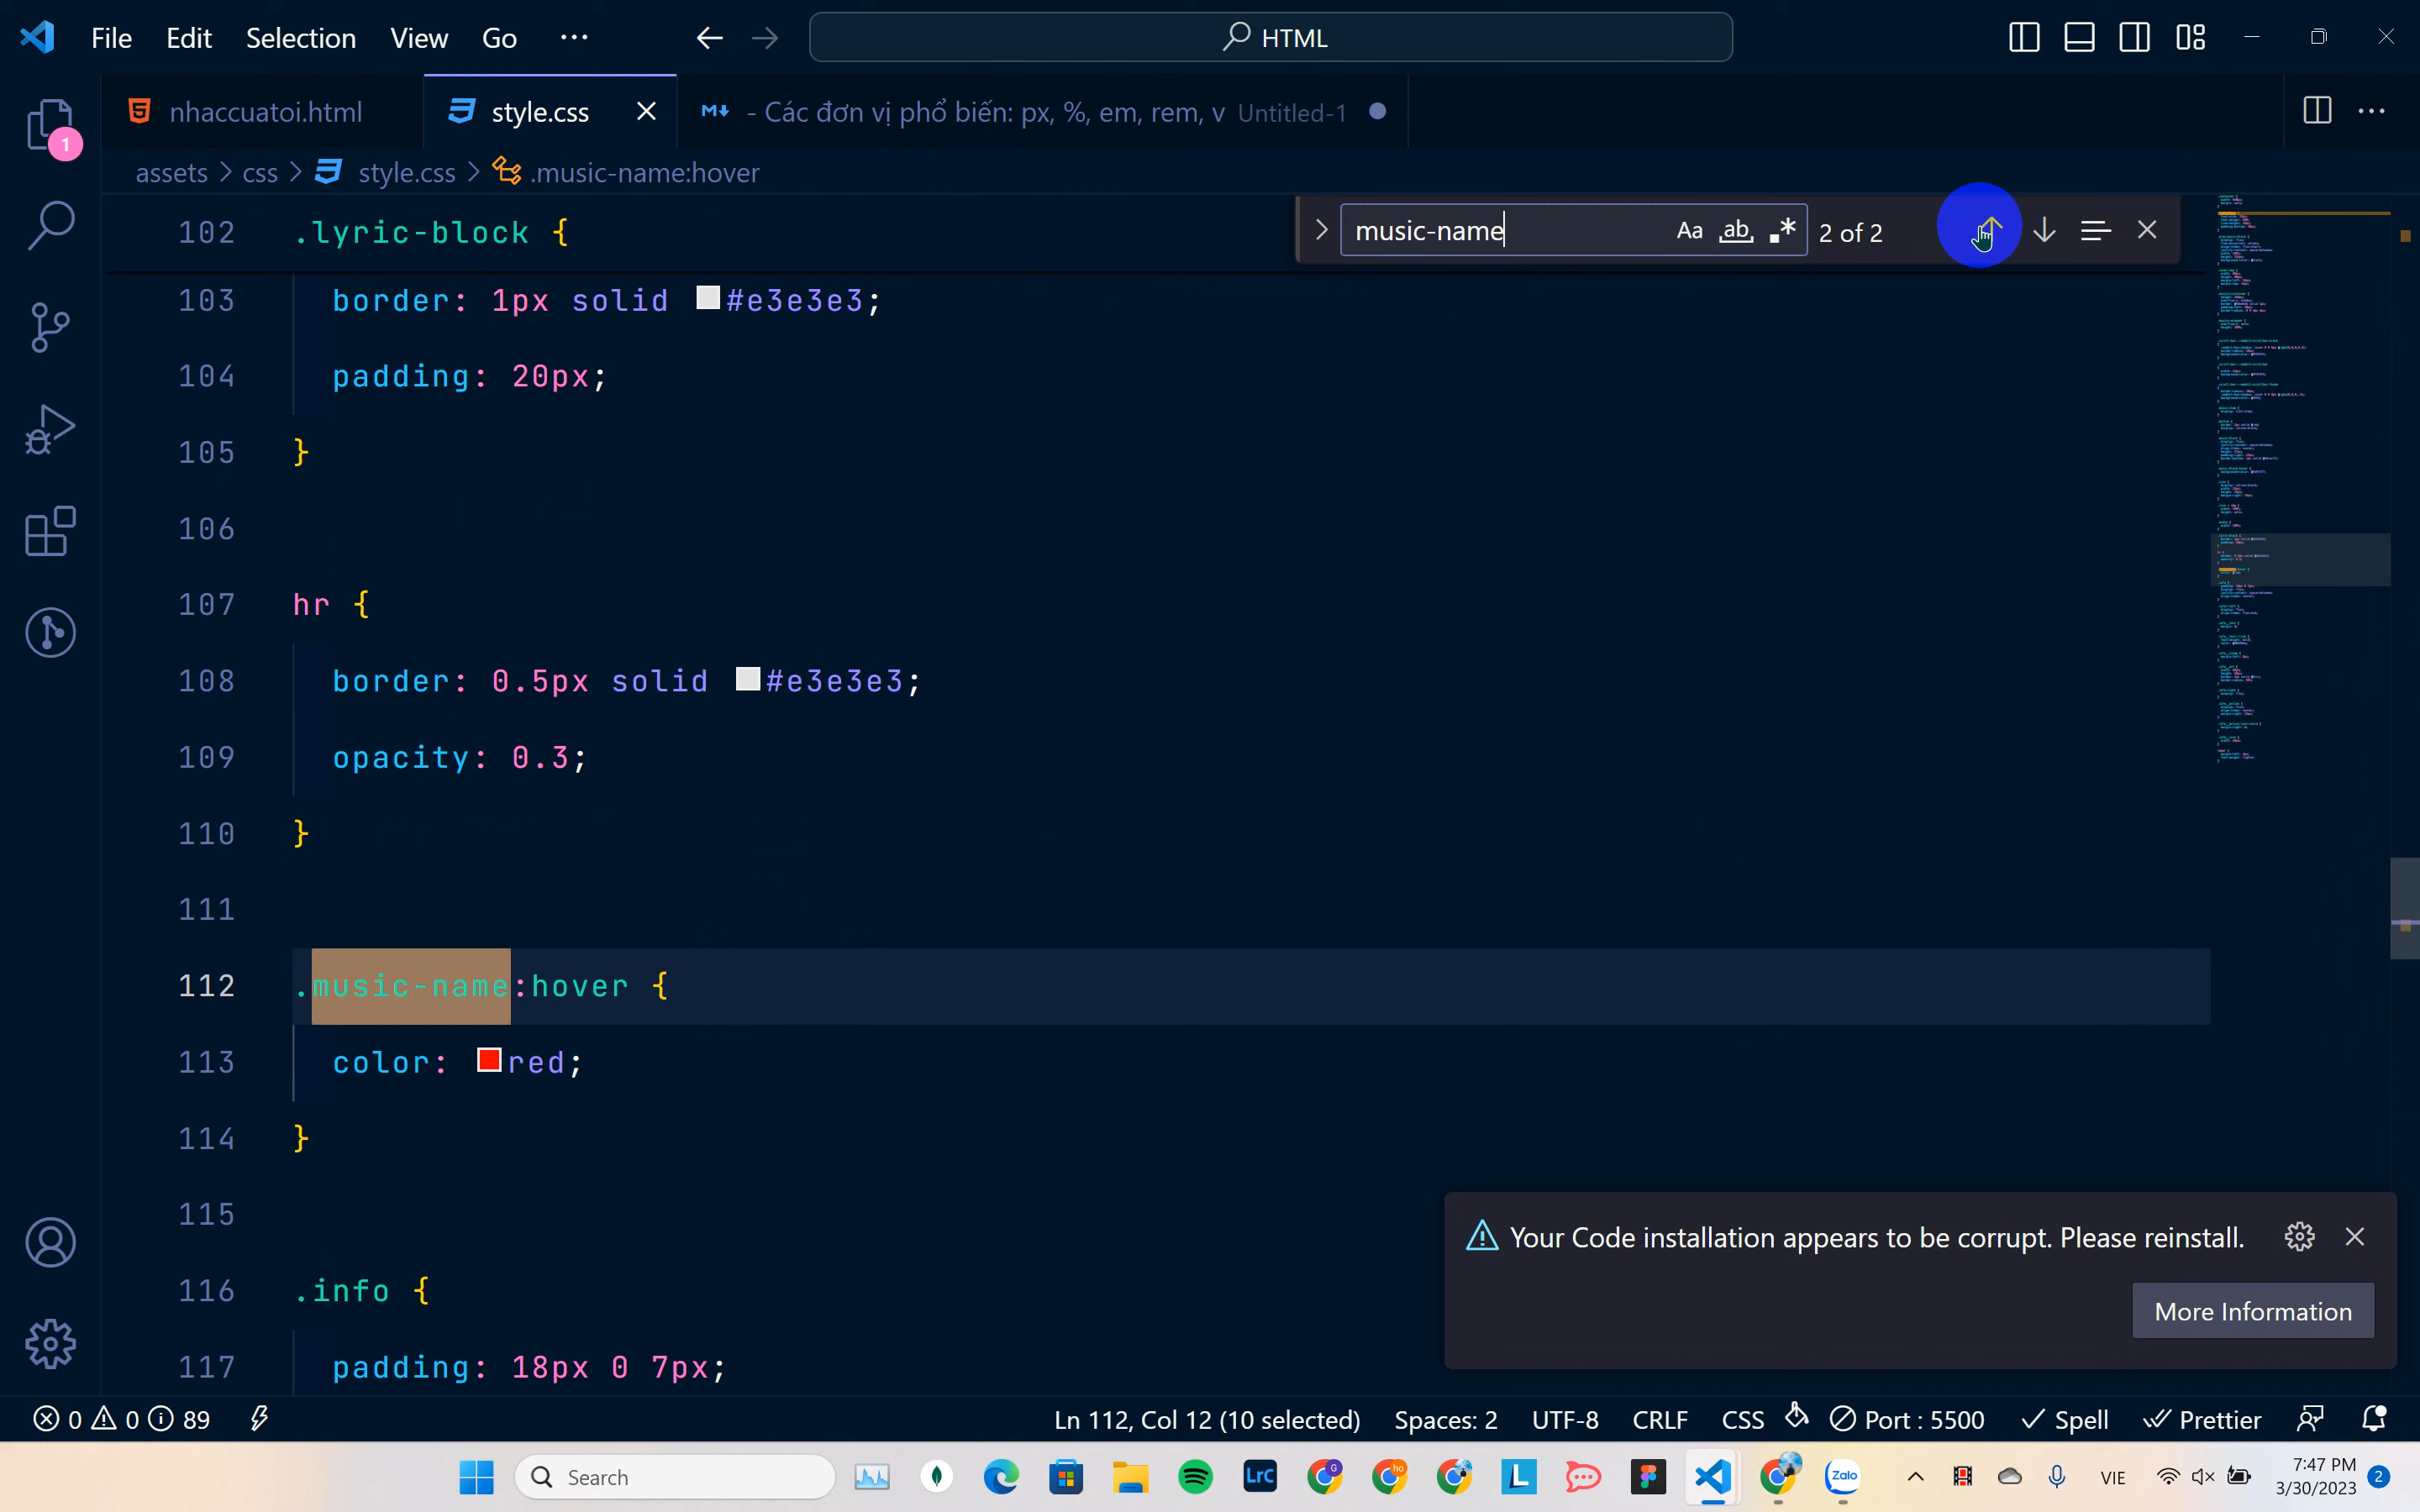 File Edit Selection View Go ···
HTML
nhaccuatoi.html
style.css
- Các đơn vị phổ biến: px, %, em, rem, v Untitled-1
1
assets > css > style.css > .music-name:hover
music-name Aa ab 2 of 2
102 .lyric-block {
103 border: 1px solid #e3e3e3;
104 padding: 20px;
105 }
106
107 hr {
108 border: 0.5px solid #e3e3e3;
109 opacity: 0.3;
110 }
111
112 .music-name:hover {
113 color: red;
114 }
115
116 .info {
117 padding: 18px 0 7px;
Your Code installation appears to be corrupt. Please reinstall.
More Information
0 0 89 Ln 112, Col 12 (10 selected) Spaces: 2 UTF-8 CRLF CSS Port : 5500 Spell Prettier
Search
LrC
L
Zalo
VIE
7:47 PM
3/30/2023
2